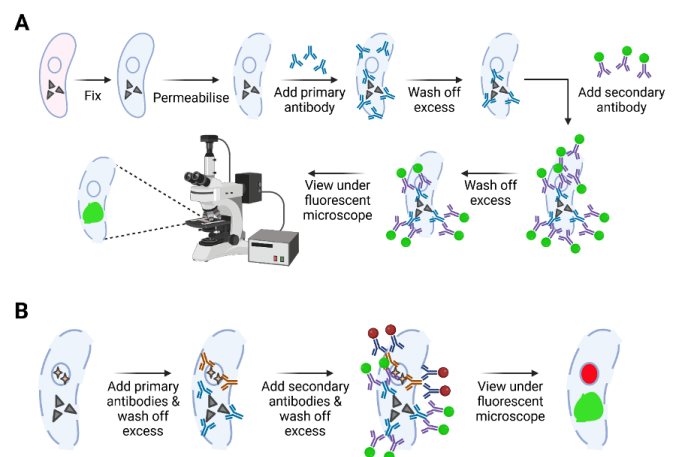 A
Fix
Permeabilise
Add primary
antibody
Wash off
excess
Add secondary
antibody
View under
fluorescent
microscope
Wash off
excess
B
Add primary
antibodies &
wash off
excess
Add secondary
antibodies &
wash off
excess
View under
fluorescent
microscope